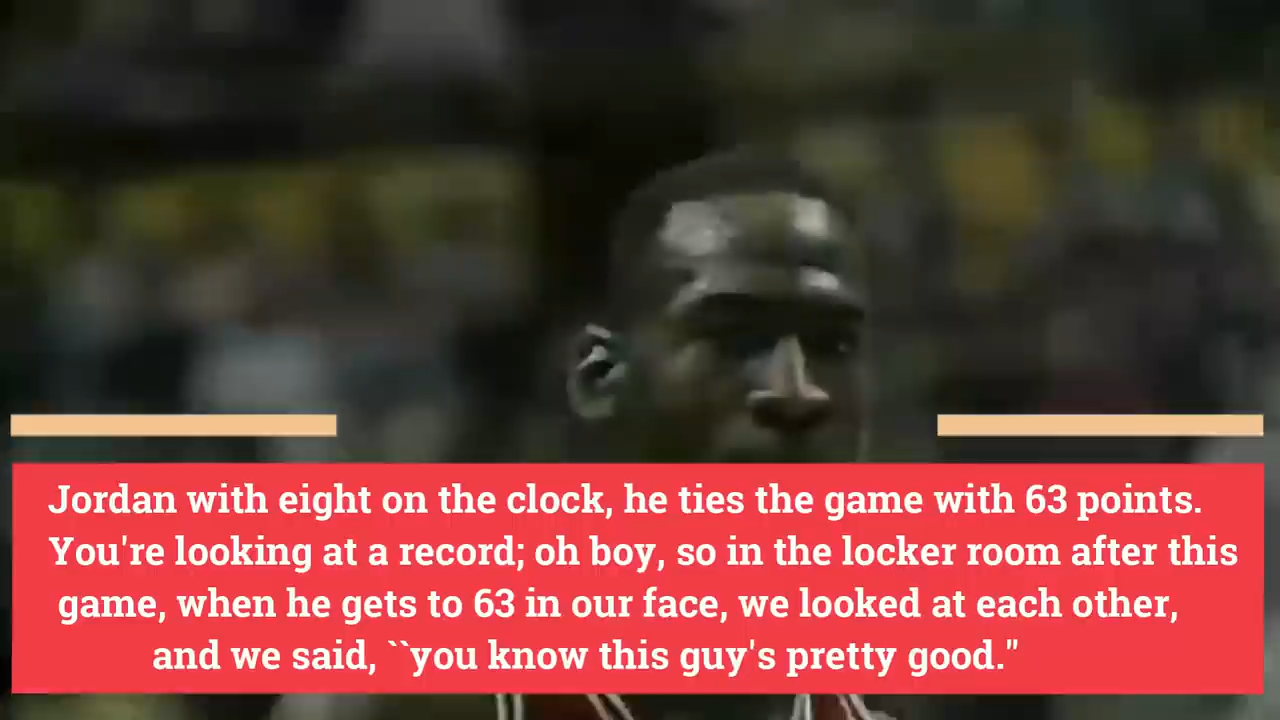 Jordan with eight on the clock, he ties the game with 63 points.
You're looking at a record; oh boy, so in the locker room after this
game, when he gets to 63 in our face, we looked at each other,
and we said, ``you know this guy's pretty good."